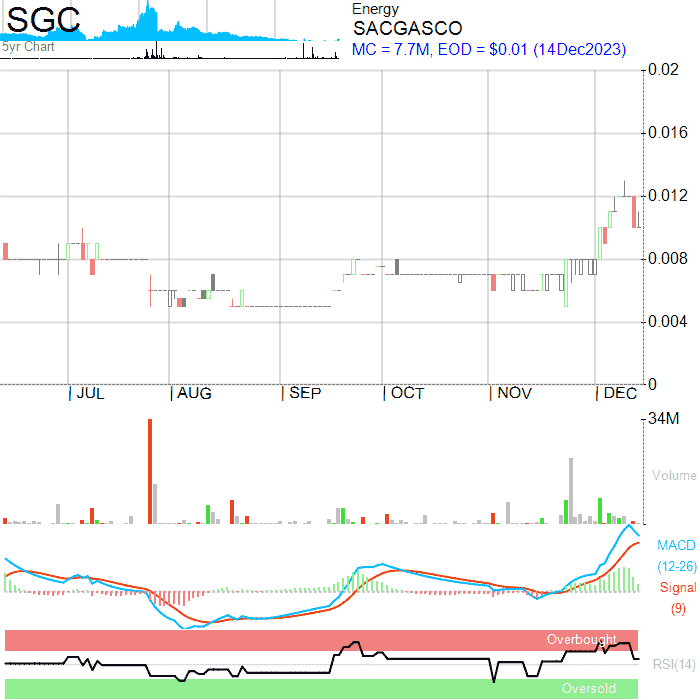 SGC
5yr Chart
Energy
SACGASCO
MC = 7.7M, EOD = $0.01 (14Dec2023)
0.02
0.016
0.012
0.008
0.004
0
JUL AUG SEP OCT NOV DEC
34M
Volume
MACD
(12-26)
Signal
(9)
Overbought
RSI(14)
Oversold